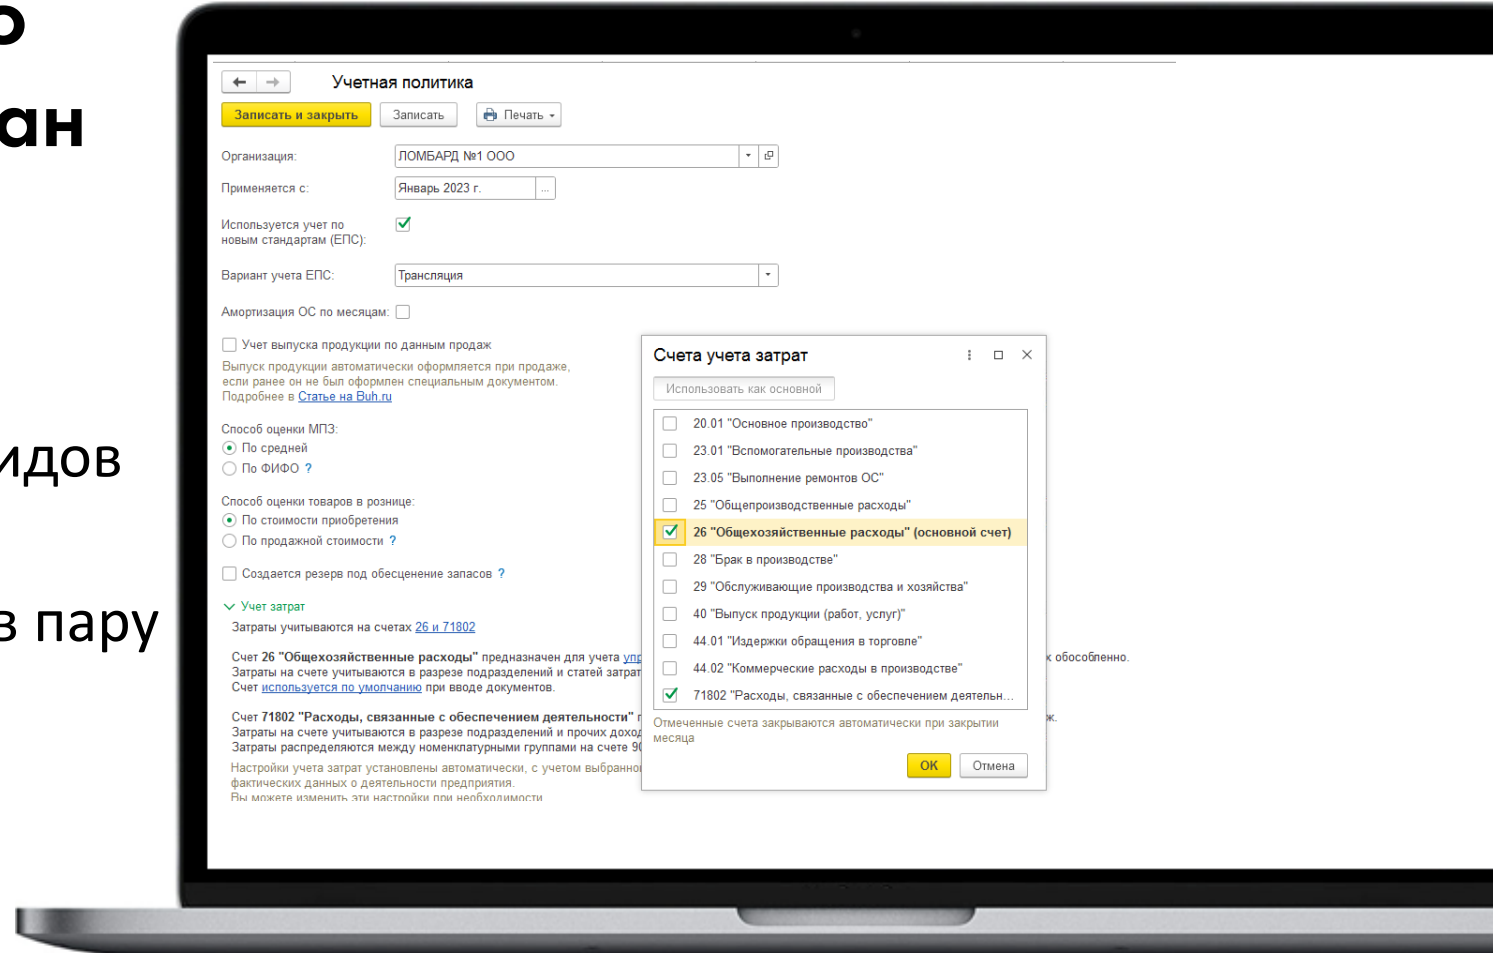 о
ан
идов
в пару
Учетная политика
Записать и закрыть Записать Печать
Организация: ЛОМБАРД №1 ООО
Применяется с: Январь 2023 г. ...
Используется учет по
новым стандартам (ЕПС):
Вариант учета ЕПС: Трансляция
Амортизация ОС по месяцам:
Учет выпуска продукции по данным продаж
Выпуск продукции автоматически оформляется при продаже,
если ранее он не был оформлен специальным документом.
Подробнее в Статье на Buh.ru
Способ оценки МПЗ:
По средней
По ФИФО ?
Способ оценки товаров в рознице:
По стоимости приобретения
По продажной стоимости ?
Создается резерв под обесценение запасов ?
Учет затрат
Затраты учитываются на счетах 26 и 71802
Счет 26 "Общехозяйственные расходы" предназначен для учета упр
х обособленно.
Затраты на счете учитываются в разрезе подразделений и статей затрат
Счет используется по умолчанию при вводе документов.
Счет 71802 "Расходы, связанные с обеспечением деятельности"
ж.
Затраты на счете учитываются в разрезе подразделений и прочих доход
Затраты распределяются между номенклатурными группами на счете 90
Настройки учета затрат установлены автоматически, с учетом выбранно
фактических данных о деятельности предприятия.
Вы можете изменить эти настройки при необходимости
Счета учета затрат
Использовать как основной
20.01 "Основное производство"
23.01 "Вспомогательные производства"
23.05 "Выполнение ремонтов ОС"
25 "Общепроизводственные расходы"
26 "Общехозяйственные расходы" (основной счет)
28 "Брак в производстве"
29 "Обслуживающие производства и хозяйства"
40 "Выпуск продукции (работ, услуг)"
44.01 "Издержки обращения в торговле"
44.02 "Коммерческие расходы в производстве"
71802 "Расходы, связанные с обеспечением деятельн...
Отмеченные счета закрываются автоматически при закрытии
месяца
ОК Отмена